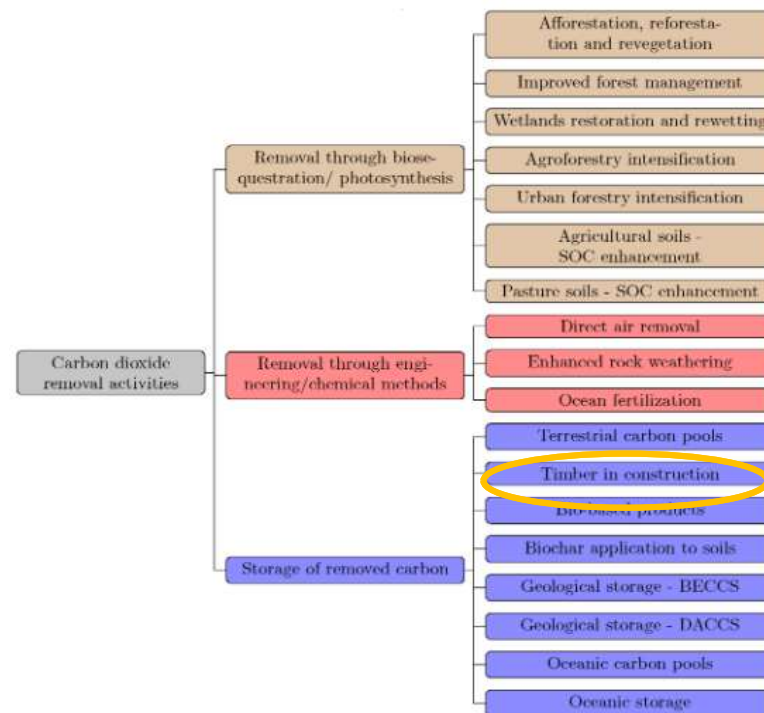 Afforestation, reforesta-
tion and revegetation
Improved forest management
Wetlands restoration and rewetting
Removal through biose-
questration/ photosynthesis
Agroforestry intensification
Urban forestry intensification
Agricultural soils -
SOC enhancement
Pasture soils - SOC enhancement
Direct air removal
Carbon dioxide
removal activities
Removal through engi-
neering/chemical methods
Enhanced rock weathering
Ocean fertilization
Terrestrial carbon pools
Timber in construction
Bio-based products
Storage of removed carbon
Biochar application to soils
Geological storage - BECCS
Geological storage - DACCS
Oceanic carbon pools
Oceanic storage